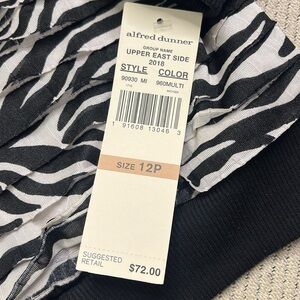 alfred dunner
GROUP NAME
UPPER EAST SIDE
2018
STYLE COLOR
90930 MI 960MULTI
1 91608 13046 3
SIZE 12P
SUGGESTED
RETAIL $72.00